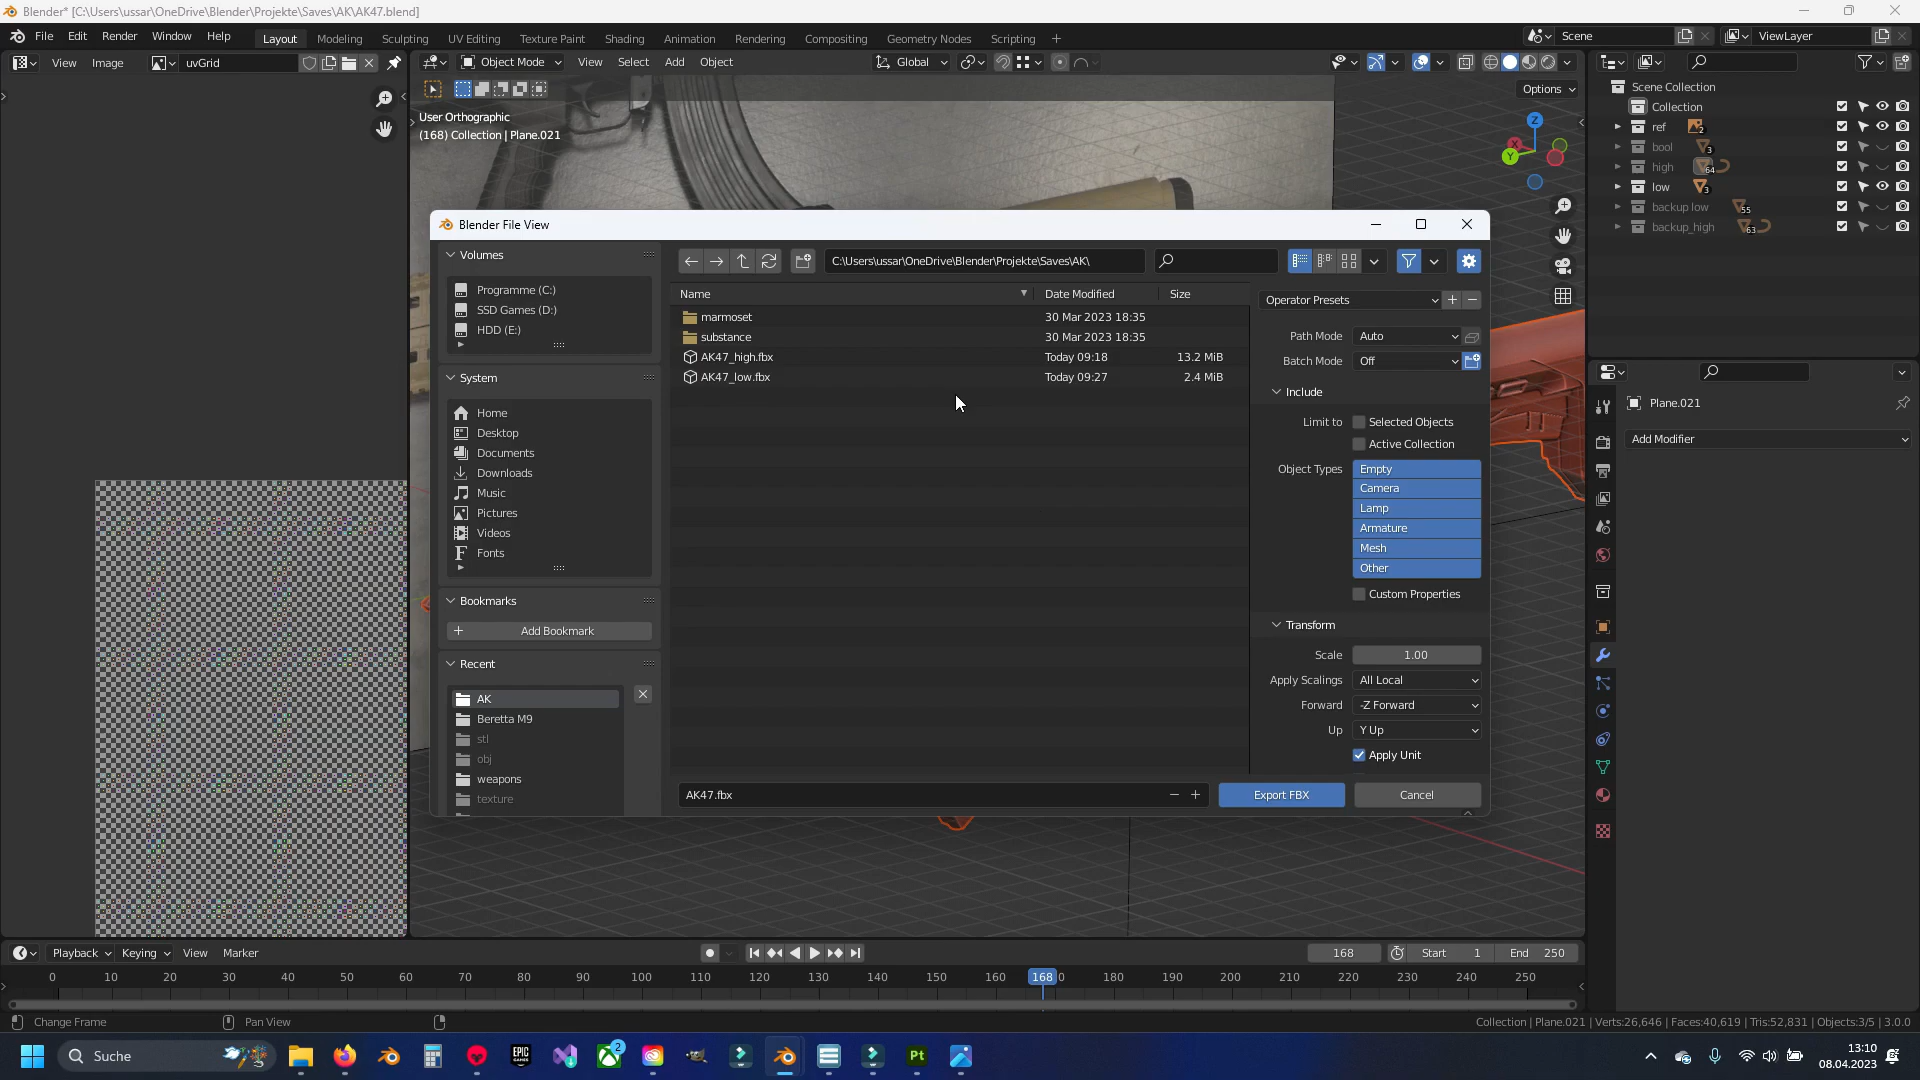 Blender* [C:\Users\ussar\OneDrive\Blender\Projekte\Saves\AK\AK47.blend]
File Edit Render Window Help
Layout Modeling Sculpting UV Editing Texture Paint Shading Animation Rendering Compositing Geometry Nodes Scripting +
Scene
ViewLayer
View Image uvGrid
Object Mode View Select Add Object
Global
Options
User Orthographic
(168) Collection | Plane.021
Z
X
Y
Scene Collection
Collection
ref 2
bool 3
high 64
low 3
backup low 55
backup_high 63
Blender File View
Volumes
Programme (C:)
SSD Games (D:)
HDD (E:)
System
Home
Desktop
Documents
Downloads
Music
Pictures
Videos
Fonts
Bookmarks
Add Bookmark
Recent
AK
Beretta M9
stl
obj
weapons
texture
C:\Users\ussar\OneDrive\Blender\Projekte\Saves\AK\
Name Date Modified Size
marmoset 30 Mar 2023 18:35
substance 30 Mar 2023 18:35
AK47_high.fbx Today 09:18 13.2 MiB
AK47_low.fbx Today 09:27 2.4 MiB
Operator Presets
Path Mode Auto
Batch Mode Off
Include
Limit to Selected Objects
Active Collection
Object Types Empty
Camera
Lamp
Armature
Mesh
Other
Custom Properties
Transform
Scale 1.00
Apply Scalings All Local
Forward -Z Forward
Up Y Up
Apply Unit
AK47.fbx
Export FBX
Cancel
Plane.021
Add Modifier
Playback Keying View Marker
168 Start 1 End 250
0 10 20 30 40 50 60 70 80 90 100 110 120 130 140 150 160 168 0 180 190 200 210 220 230 240 250
Change Frame Pan View
Collection | Plane.021 | Verts:26,646 | Faces:40,619 | Tris:52,831 | Objects:3/5 | 3.0.0
Suche
EPIC GAMES
2
Pt
13:10
08.04.2023